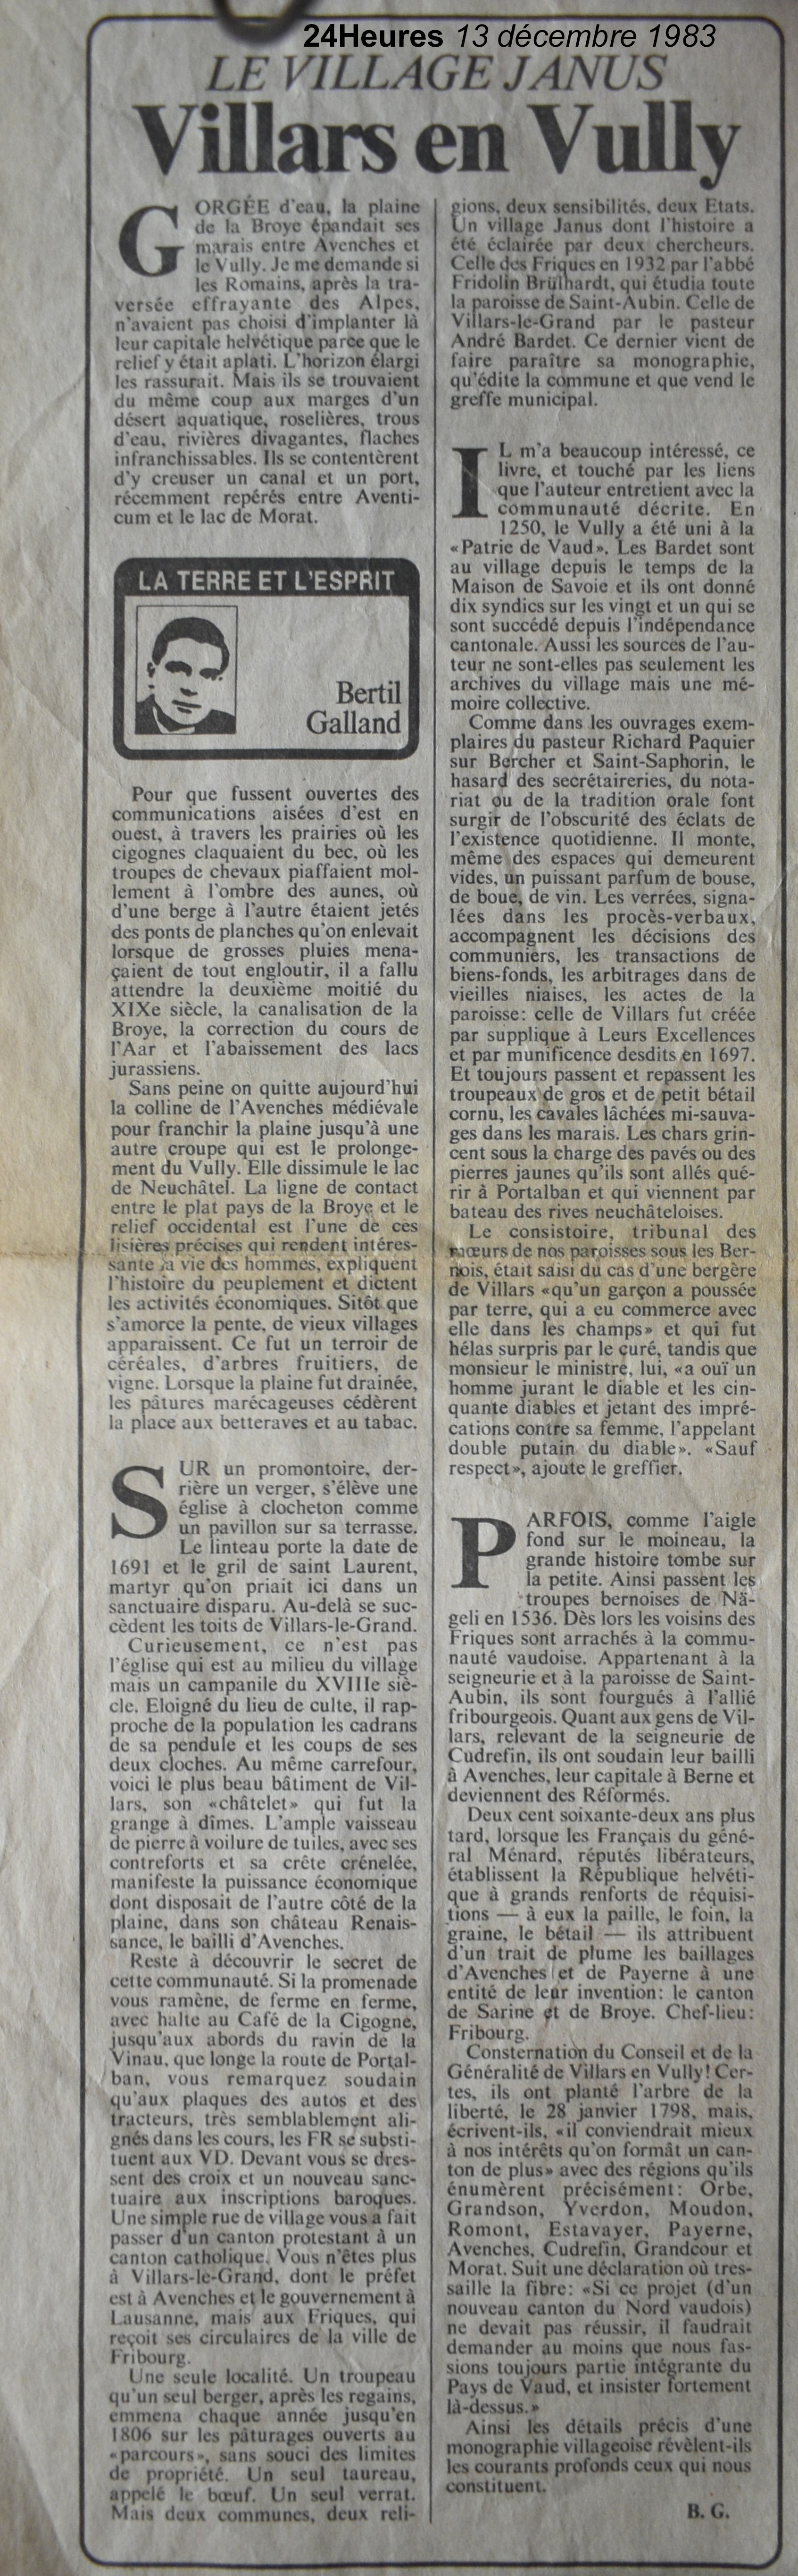 24Heures 13 décembre 1983
LE VILLAGE JANUS
Villars en Vully
GORGÉE d'eau, la plaine
de la Broye épandait ses
marais entre Avenches et
le Vully. Je me demande si
les Romains, après la tra-
versée effrayante des Alpes,
n'avaient pas choisi d'implanter là
leur capitale helvétique parce que le
relief y était aplati. L'horizon élargi
les rassurait. Mais ils se trouvaient
du même coup aux marges d'un
désert aquatique, roselières, trous
d'eau, rivières divagantes, flaches
infranchissables. Ils se contentèrent
d'y creuser un canal et un port,
récemment repérés entre Aventi-
cum et le lac de Morat.
LA TERRE ET L'ESPRIT
Bertil
Galland
Pour que fussent ouvertes des
communications aisées d'est en
ouest, à travers les prairies où les
cigognes claquaient du bec, où les
troupes de chevaux piaffaient mol-
lement à l'ombre des aunes, où
d'une berge à l'autre étaient jetés
des ponts de planches qu'on enlevait
lorsque de grosses pluies mena-
çaient de tout engloutir, il a fallu
attendre la deuxième moitié du
XIXe siècle, la canalisation de la
Broye, la correction du cours de
l'Aar et l'abaissement des lacs
jurassiens.
Sans peine on quitte aujourd'hui
la colline de l'Avenches médiévale
pour franchir la plaine jusqu'à une
autre croupe qui est le prolonge-
ment du Vully. Elle dissimule le lac
de Neuchâtel. La ligne de contact
entre le plat pays de la Broye et le
relief occidental est l'une de ces
lisières précises qui rendent intéres-
sante la vie des hommes, expliquent
l'histoire du peuplement et dictent
les activités économiques. Sitôt que
s'amorce la pente, de vieux villages
apparaissent. Ce fut un terroir de
céréales, d'arbres fruitiers, de
vigne. Lorsque la plaine fut drainée,
les pâtures marécageuses cédèrent
la place aux betteraves et au tabac.
SUR un promontoire, der-
rière un verger, s'élève une
église à clocheton comme
un pavillon sur sa terrasse.
Le linteau porte la date de
1691 et le gril de saint Laurent,
martyr qu'on priait ici dans un
sanctuaire disparu. Au-delà se suc-
cèdent les toits de Villars-le-Grand.
Curieusement, ce n'est pas
l'église qui est au milieu du village
mais un campanile du XVIIIe siè-
cle. Eloigné du lieu de culte, il rap-
proche de la population les cadrans
de sa pendule et les coups de ses
deux cloches. Au même carrefour,
voici le plus beau bâtiment de Vil-
lars, son «châtelet» qui fut la
grange à dîmes. L'ample vaisseau
de pierre à voilure de tuiles, avec ses
contreforts et sa crête crénelée,
manifeste la puissance économique
dont disposait de l'autre côté de la
plaine, dans son château Renais-
sance, le bailli d'Avenches.
Reste à découvrir le secret de
cette communauté. Si la promenade
vous ramène, de ferme en ferme,
avec halte au Café de la Cigogne,
jusqu'aux abords du ravin de la
Vinau, que longe la route de Portal-
ban, vous remarquez soudain
qu'aux plaques des autos et des
tracteurs, très semblablement ali-
gnés dans les cours, les FR se substi-
tuent aux VD. Devant vous se dres-
sent des croix et un nouveau sanc-
tuaire aux inscriptions baroques.
Une simple rue de village vous a fait
passer d'un canton protestant à un
canton catholique. Vous n'êtes plus
à Villars-le-Grand, dont le préfet
est à Avenches et le gouvernement à
Lausanne, mais aux Friques, qui
reçoit ses circulaires de la ville de
Fribourg.
Une seule localité. Un troupeau
qu'un seul berger, après les regains,
emmena chaque année jusqu'en
1806 sur les pâturages ouverts au
«parcours», sans souci des limites
de propriété. Un seul taureau,
appelé le bœuf. Un seul verrat.
Mais deux communes, deux reli-
gions, deux sensibilités, deux Etats.
Un village Janus dont l'histoire a
été éclairée par deux chercheurs.
Celle des Friques en 1932 par l'abbé
Fridolin Brülhardt, qui étudia toute
la paroisse de Saint-Aubin. Celle de
Villars-le-Grand par le pasteur
André Bardet. Ce dernier vient de
faire paraître sa monographie,
qu'édite la commune et que vend le
greffe municipal.
IL m'a beaucoup intéressé, ce
livre, et touché par les liens
que l'auteur entretient avec la
communauté décrite. En
1250, le Vully a été uni à la
«Patrie de Vaud». Les Bardet sont
au village depuis le temps de la
Maison de Savoie et ils ont donné
dix syndics sur les vingt et un qui se
sont succédé depuis l'indépendance
cantonale. Aussi les sources de l'au-
teur ne sont-elles pas seulement les
archives du village mais une mé-
moire collective.
Comme dans les ouvrages exem-
plaires du pasteur Richard Paquier
sur Bercher et Saint-Saphorin, le
hasard des secrétaireries, du nota-
riat ou de la tradition orale font
surgir de l'obscurité des éclats de
l'existence quotidienne. Il monte,
même des espaces qui demeurent
vides, un puissant parfum de bouse,
de boue, de vin. Les verrées, signa-
lées dans les procès-verbaux,
accompagnent les décisions des
communiers, les transactions de
biens-fonds, les arbitrages dans de
vieilles niaises, les actes de la
paroisse: celle de Villars fut créée
par supplique à Leurs Excellences
et par munificence desdits en 1697.
Et toujours passent et repassent les
troupeaux de gros et de petit bétail
cornu, les cavales lâchées mi-sauva-
ges dans les marais. Les chars grin-
cent sous la charge des pavés ou des
pierres jaunes qu'ils sont allés qué-
rir à Portalban et qui viennent par
bateau des rives neuchâteloises.
Le consistoire, tribunal des
mœurs de nos paroisses sous les Ber-
nois, était saisi du cas d'une bergère
de Villars «qu'un garçon a poussée
par terre, qui a eu commerce avec
elle dans les champs» et qui fut
hélas surpris par le curé, tandis que
monsieur le ministre, lui, «a ouï un
homme jurant le diable et les cin-
quante diables et jetant des impré-
cations contre sa femme, l'appelant
double putain du diable». «Sauf
respect», ajoute le greffier.
PARFOIS, comme l'aigle
fond sur le moineau, la
grande histoire tombe sur
la petite. Ainsi passent les
troupes bernoises de Nä-
geli en 1536. Dès lors les voisins des
Friques sont arrachés à la commu-
nauté vaudoise. Appartenant à la
seigneurie et à la paroisse de Saint-
Aubin, ils sont fourgués à l'allié
fribourgeois. Quant aux gens de Vil-
lars, relevant de la seigneurie de
Cudrefin, ils ont soudain leur bailli
à Avenches, leur capitale à Berne et
deviennent des Réformés.
Deux cent soixante-deux ans plus
tard, lorsque les Français du géné-
ral Ménard, réputés libérateurs,
établissent la République helvéti-
que à grands renforts de réquisi-
tions — à eux la paille, le foin, la
graine, le bétail — ils attribuent
d'un trait de plume les baillages
d'Avenches et de Payerne à une
entité de leur invention: le canton
de Sarine et de Broye. Chef-lieu:
Fribourg.
Consternation du Conseil et de la
Généralité de Villars en Vully! Cer-
tes, ils ont planté l'arbre de la
liberté, le 28 janvier 1798, mais,
écrivent-ils, «il conviendrait mieux
à nos intérêts qu'on formât un can-
ton de plus» avec des régions qu'ils
énumèrent précisément: Orbe,
Grandson, Yverdon, Moudon,
Romont, Estavayer, Payerne,
Avenches, Cudrefin, Grandcour et
Morat. Suit une déclaration où tres-
saille la fibre: «Si ce projet (d'un
nouveau canton du Nord vaudois)
ne devait pas réussir, il faudrait
demander au moins que nous fas-
sions toujours partie intégrante du
Pays de Vaud, et insister fortement
là-dessus.»
Ainsi les détails précis d'une
monographie villageoise révèlent-ils
les courants profonds ceux qui nous
constituent.
B. G.